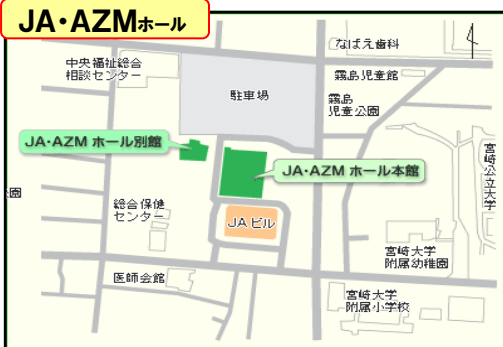 JA・AZMホール
なばえ歯科
中央福祉総合
相談センター
霧島児童館
駐車場
霧島
児童公園
JA・AZM ホール別館
宮崎公立大学
JA・AZM ホール本館
園
総合保健
センター
JA ビル
宮崎大学
附属幼稚園
医師会館
宮崎大学
附属小学校